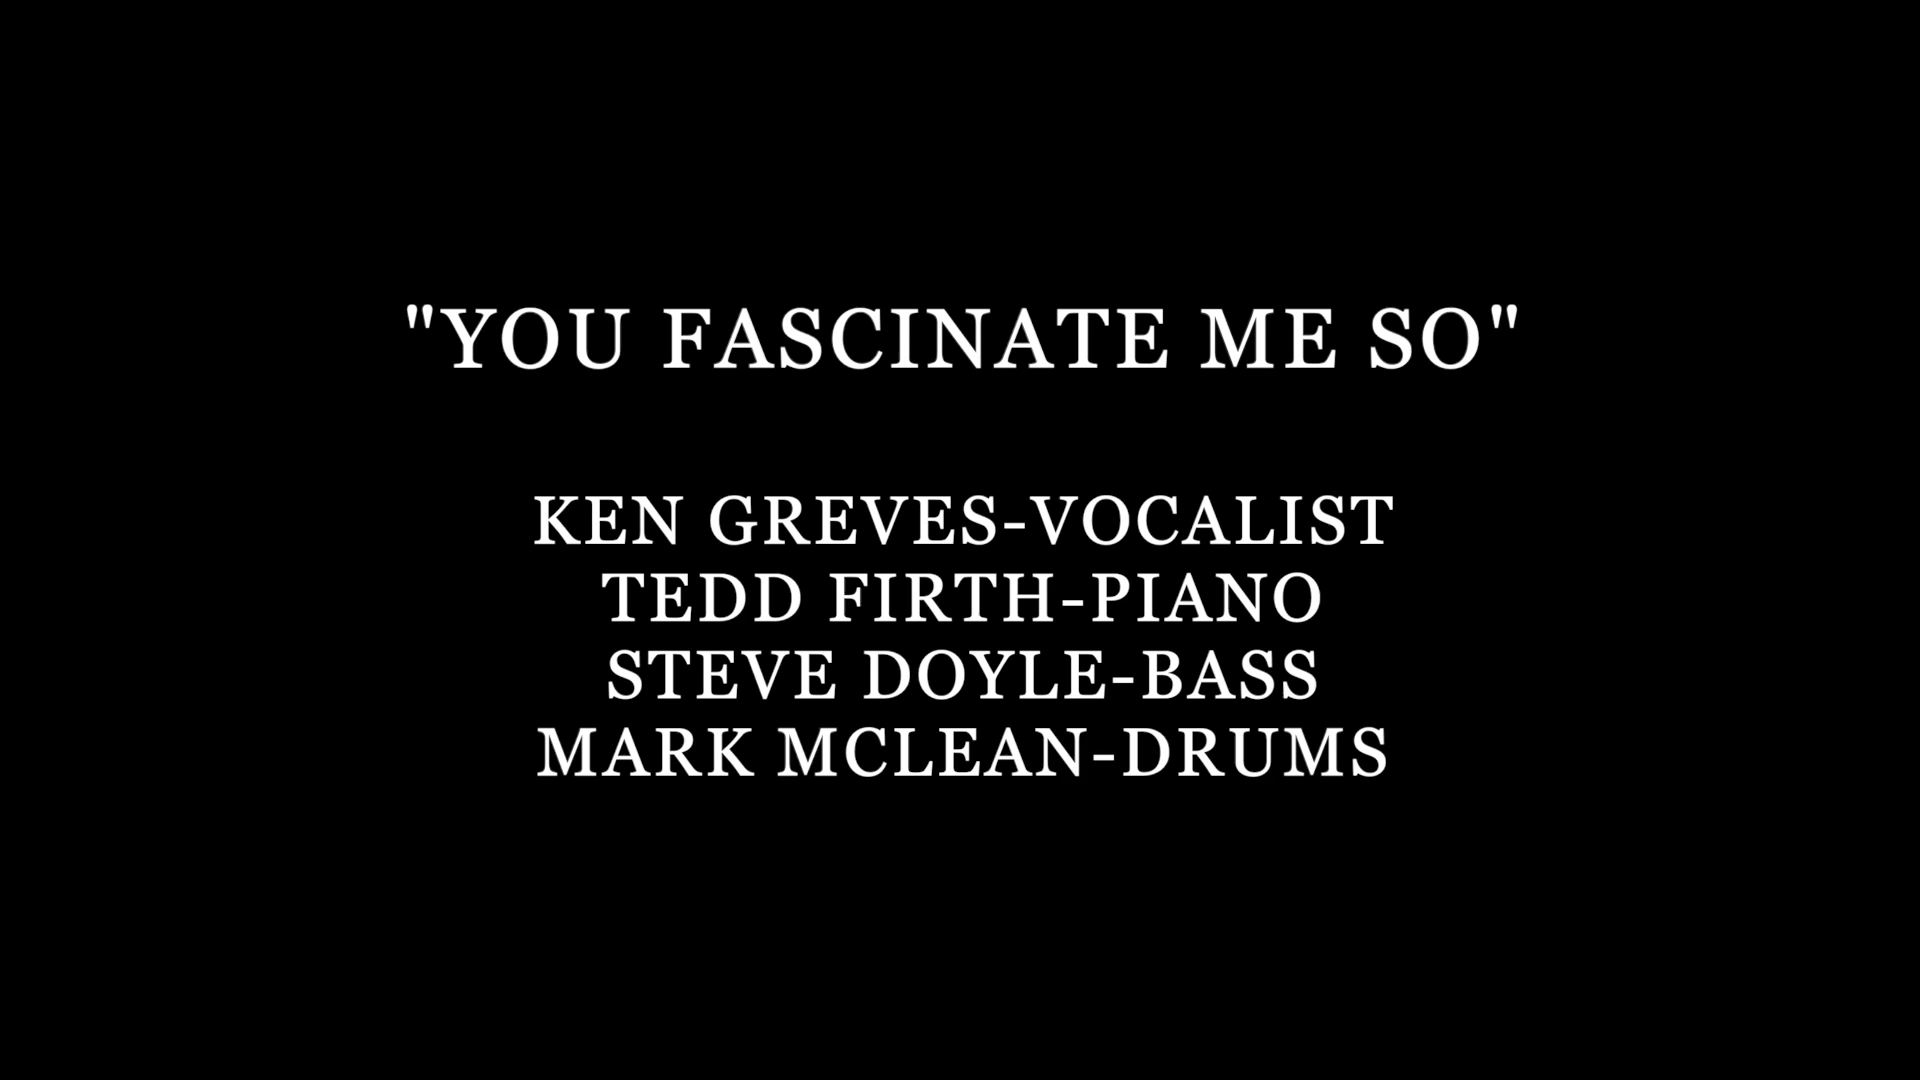 "YOU FASCINATE ME SO"
KEN GREVES-VOCALIST
TEDD FIRTH-PIANO
STEVE DOYLE-BASS
MARK MCLEAN-DRUMS